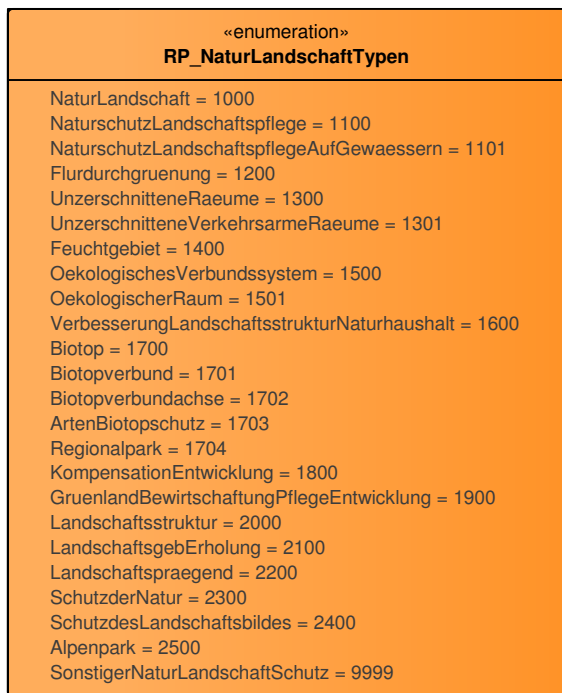 «enumeration»
RP_NaturLandschaftTypen
NaturLandschaft = 1000
NaturschutzLandschaftspflege = 1100
NaturschutzLandschaftspflegeAufGewaessern = 1101
Flurdurchgruenung = 1200
UnzerschnitteneRaeume = 1300
UnzerschnitteneVerkehrsarmeRaeume = 1301
Feuchtgebiet = 1400
OekologischesVerbundssystem = 1500
OekologischerRaum = 1501
VerbesserungLandschaftsstrukturNaturhaushalt = 1600
Biotop = 1700
Biotopverbund = 1701
Biotopverbundachse = 1702
ArtenBiotopschutz = 1703
Regionalpark = 1704
KompensationEntwicklung = 1800
GruenlandBewirtschaftungPflegeEntwicklung = 1900
Landschaftsstruktur = 2000
LandschaftsgebErholung = 2100
Landschaftspraegend = 2200
SchutzderNatur = 2300
SchutzdesLandschaftsbildes = 2400
Alpenpark = 2500
SonstigerNaturLandschaftSchutz = 9999